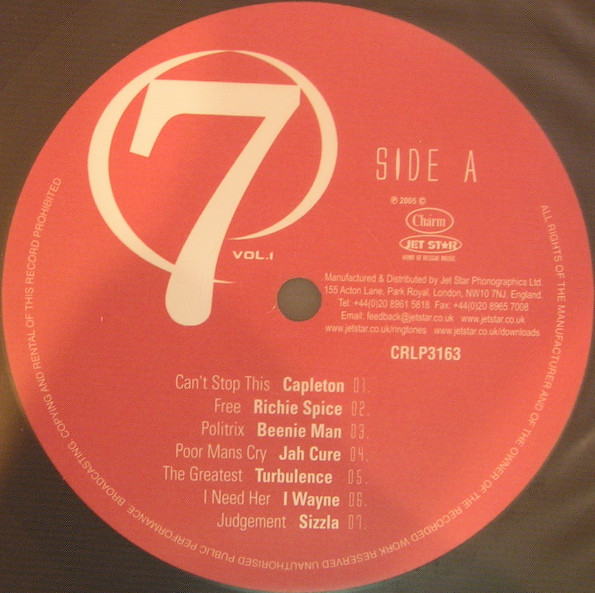 7
VOL.1
SIDE A
℗ 2005 ©
Charm
JET STAR
HOME OF REGGAE MUSIC
Manufactured & Distributed by Jet Star Phonographics Ltd.
155 Acton Lane, Park Royal, London, NW10 7NJ. England.
Tel: +44(0)20 8961 5818 Fax: +44(0)20 8965 7008
Email: feedback@jetstar.co.uk www.jetstar.co.uk
www.jetstar.co.uk/ringtones www.jetstar.co.uk/downloads
CRLP3163
Can't Stop This Capleton 01.
Free Richie Spice 02.
Politrix Beenie Man 03.
Poor Mans Cry Jah Cure 04.
The Greatest Turbulence 05.
I Need Her I Wayne 06.
Judgement Sizzla 07.
ALL RIGHTS OF THE MANUFACTURER AND OF THE OWNER OF THE RECORDED WORK RESERVED UNAUTHORISED PUBLIC PERFORMANCE BROADCASTING. COPYING AND RENTAL OF THIS RECORD PROHIBITED